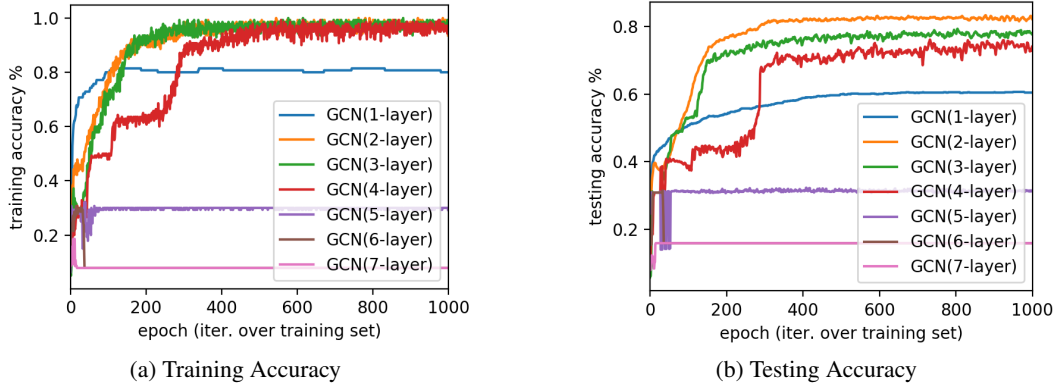 training accuracy %
1.0
0.8
0.6
0.4
0.2
GCN(1-layer)
GCN(2-layer)
GCN(3-layer)
GCN(4-layer)
GCN(5-layer)
GCN(6-layer)
GCN(7-layer)
0 200 400 600 800 1000
epoch (iter. over training set)
(a) Training Accuracy
testing accuracy %
0.8
0.6
0.4
0.2
GCN(1-layer)
GCN(2-layer)
GCN(3-layer)
GCN(4-layer)
GCN(5-layer)
GCN(6-layer)
GCN(7-layer)
0 200 400 600 800 1000
epoch (iter. over training set)
(b) Testing Accuracy